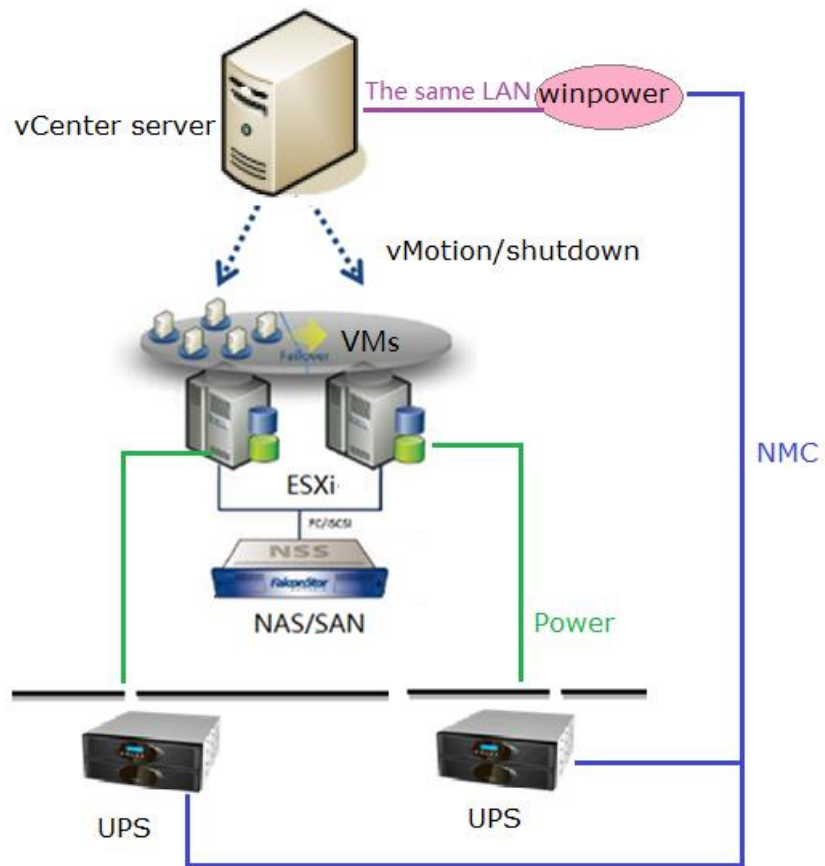 The same LAN
winpower
vCenter server
vMotion/shutdown
VMs
Failover
NMC
ESXi
FC/iSCSI
NSS
FalconStor
NAS/SAN
Power
UPS
UPS